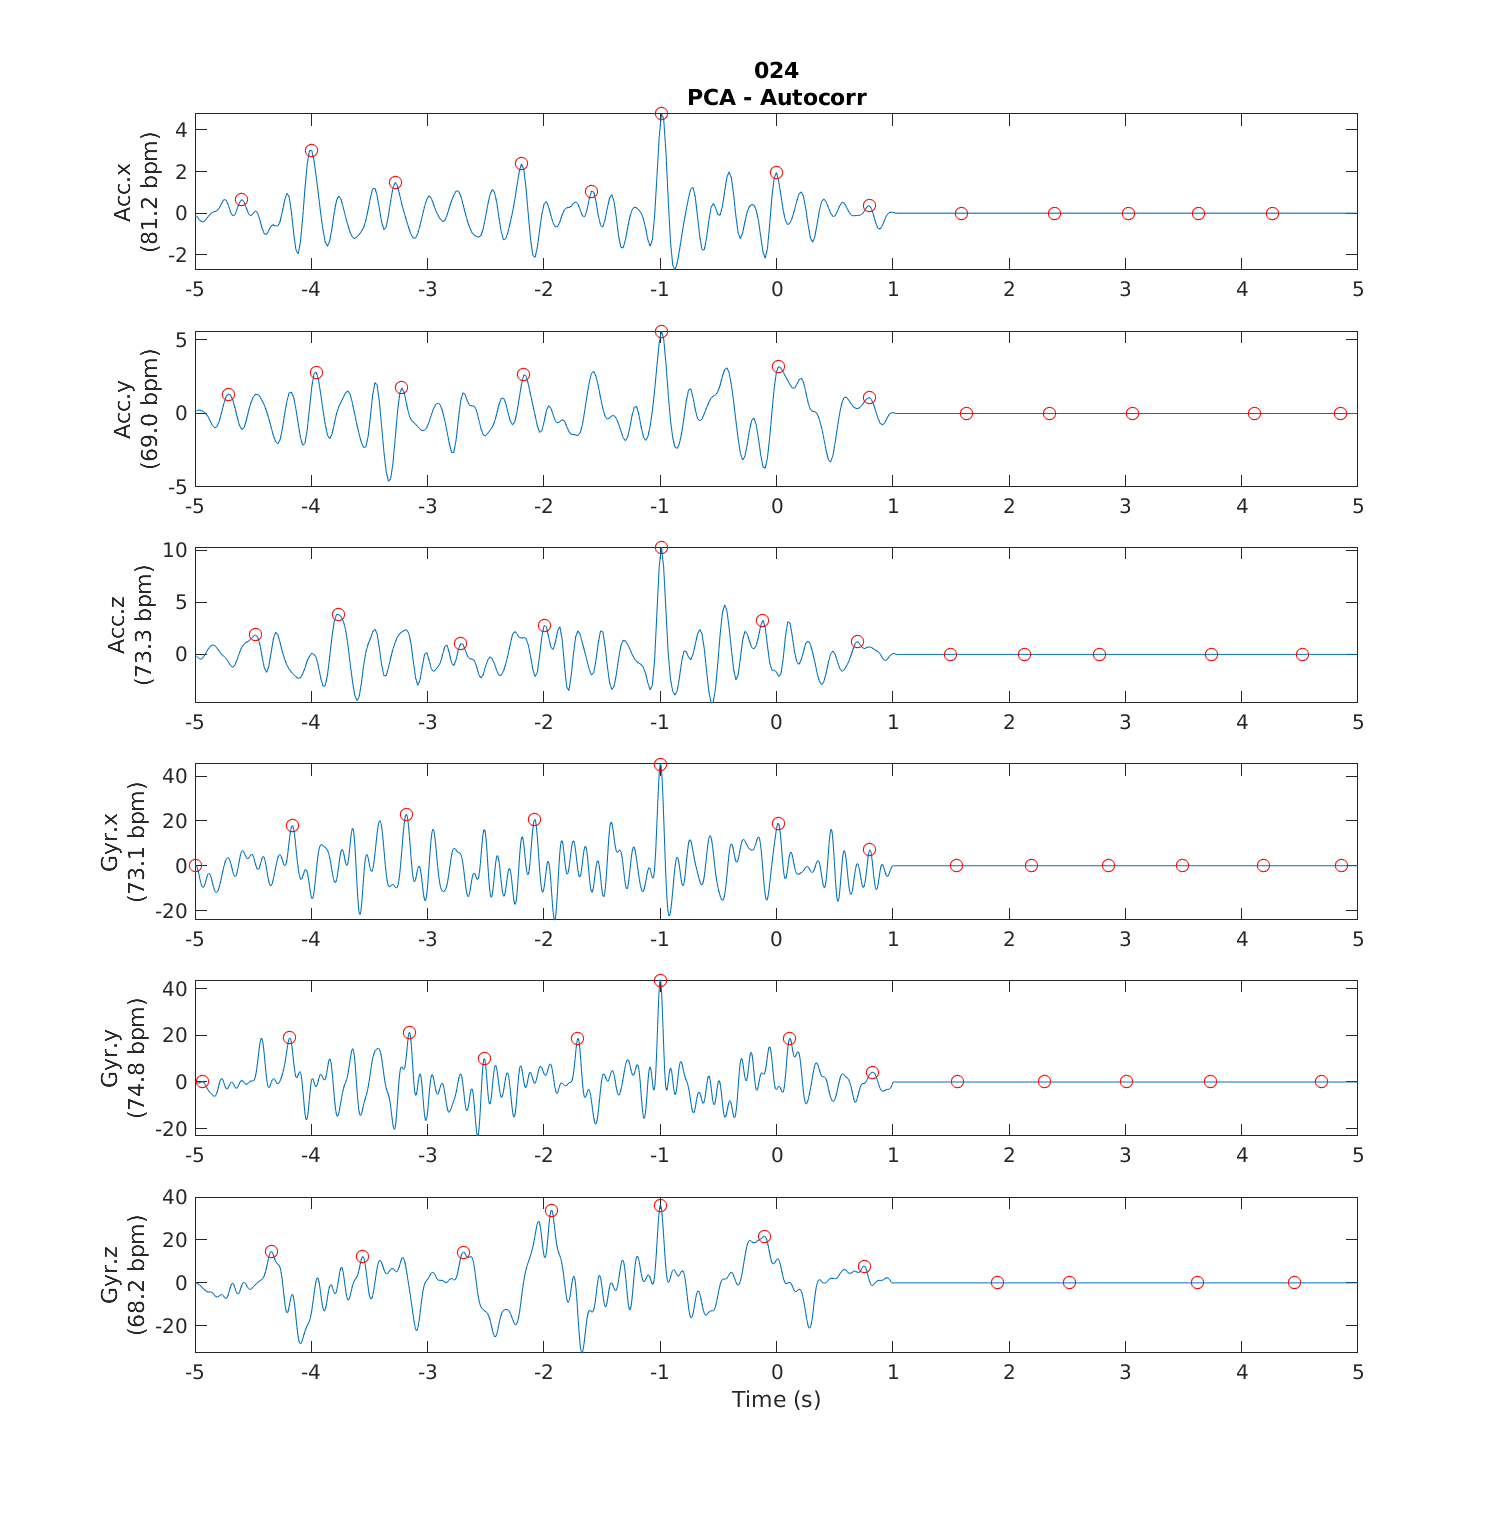 024
PCA - Autocorr
Acc.x
(81.2 bpm)
4
2
0
-2
-5 -4 -3 -2 -1 0 1 2 3 4 5
Acc.y
(69.0 bpm)
5
0
-5
-5 -4 -3 -2 -1 0 1 2 3 4 5
Acc.z
(73.3 bpm)
10
5
0
-5 -4 -3 -2 -1 0 1 2 3 4 5
Gyr.x
(73.1 bpm)
40
20
0
-20
-5 -4 -3 -2 -1 0 1 2 3 4 5
Gyr.y
(74.8 bpm)
40
20
0
-20
-5 -4 -3 -2 -1 0 1 2 3 4 5
Gyr.z
(68.2 bpm)
40
20
0
-20
-5 -4 -3 -2 -1 0 1 2 3 4 5
Time (s)